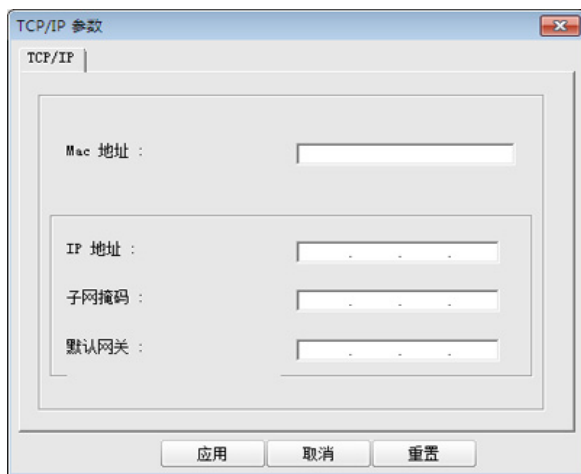 TCP/IP 参数
TCP/IP
Mac 地址 :
IP 地址 :
. . .
子网掩码 :
. . .
默认网关 :
. . .
应用 取消 重置